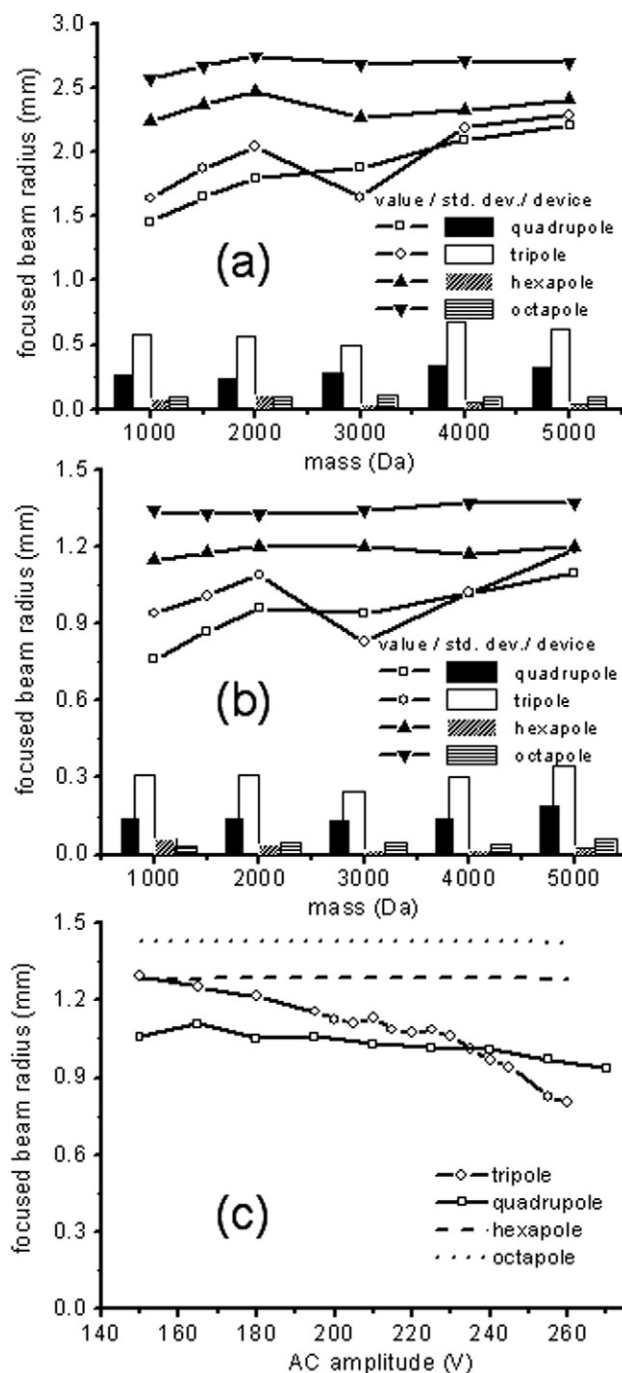 3.0
2.5
2.0
1.5
1.0
0.5
0.0
focused beam radius (mm)
(a)
value / std. dev./ device
quadrupole
tripole
hexapole
octapole
1000 2000 3000 4000 5000
mass (Da)
1.5
1.2
0.9
0.6
0.3
0.0
focused beam radius (mm)
(b)
value / std. dev./ device
quadrupole
tripole
hexapole
octapole
1000 2000 3000 4000 5000
mass (Da)
1.5
1.2
0.9
0.6
0.3
0.0
focused beam radius (mm)
(c)
tripole
quadrupole
hexapole
octapole
140 160 180 200 220 240 260
AC amplitude (V)